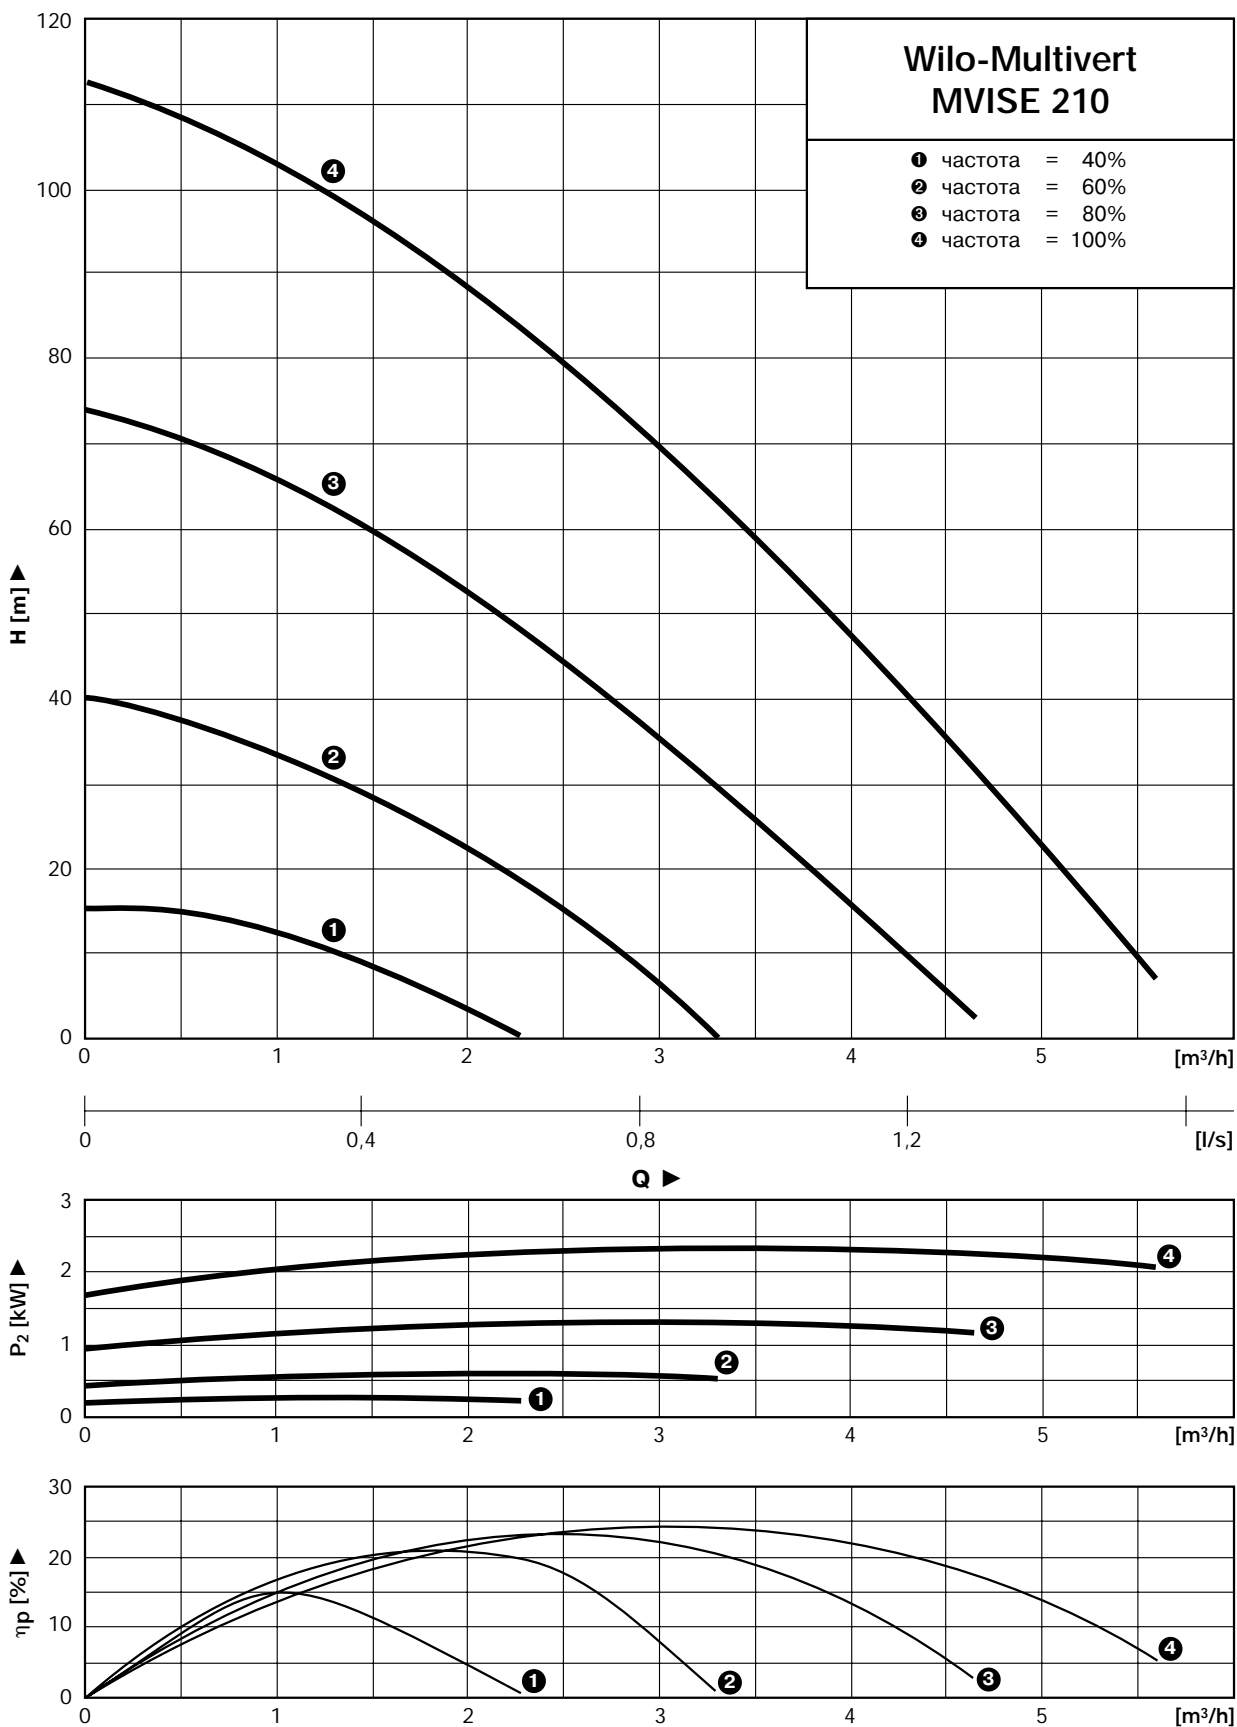 Wilo-Multivert
MVISE 210
❶ частота = 40%
❷ частота = 60%
❸ частота = 80%
❹ частота = 100%
H [m] ►
120
100
80
60
40
20
0
❹
❸
❷
❶
0 1 2 3 4 5 [m³/h]
0 0,4 0,8 1,2 [l/s]
Q ►
P₂ [kW] ►
3
2
1
0
❹
❸
❷
❶
0 1 2 3 4 5 [m³/h]
ηp [%] ►
30
20
10
0
❶ ❷ ❸ ❹
0 1 2 3 4 5 [m³/h]